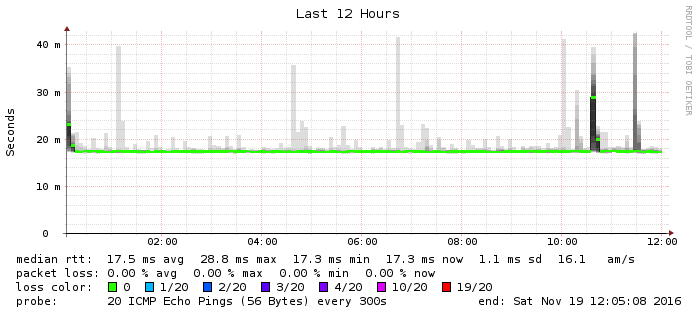 Last 12 Hours
RRDTOOL / TOBI OETIKER
Seconds
40 m
30 m
20 m
10 m
0
02:00 04:00 06:00 08:00 10:00 12:00
median rtt: 17.5 ms avg 28.8 ms max 17.3 ms min 17.3 ms now 1.1 ms sd 16.1 am/s
packet loss: 0.00 % avg 0.00 % max 0.00 % min 0.00 % now
loss color: 0 1/20 2/20 3/20 4/20 10/20 19/20
probe: 20 ICMP Echo Pings (56 Bytes) every 300s end: Sat Nov 19 12:05:08 2016